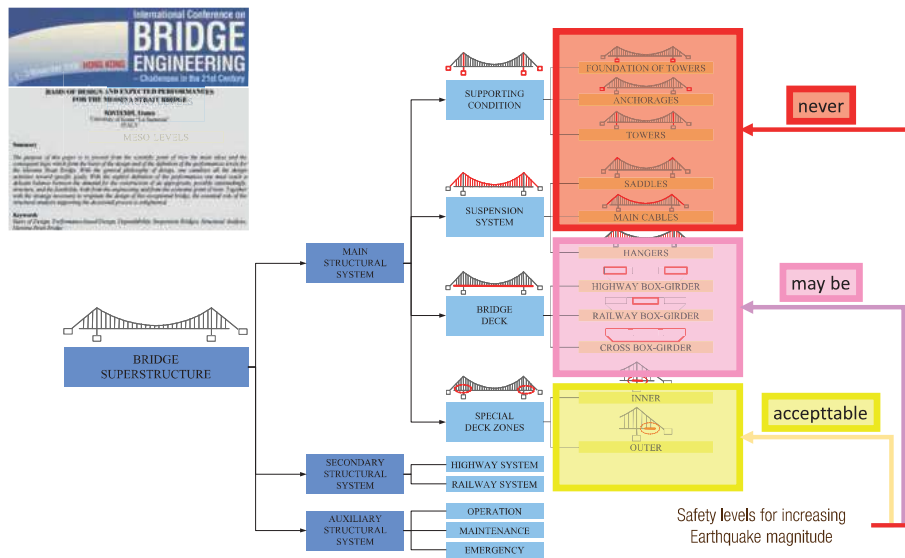 International Conference on
BRIDGE
HONG KONG
ENGINEERING
– Challenges in the 21st Century
BASIS OF DESIGN AND EXPECTED PERFORMANCES
FOR THE MESSINA STRAIT BRIDGE
ITALY
MESO LEVELS
Summary
Keywords
BRIDGE
SUPERSTRUCTURE
MAIN
STRUCTURAL
SYSTEM
SECONDARY
STRUCTURAL
SYSTEM
AUXILIARY
STRUCTURAL
SYSTEM
SUPPORTING
CONDITION
SUSPENSION
SYSTEM
BRIDGE
DECK
SPECIAL
DECK ZONES
HIGHWAY SYSTEM
RAILWAY SYSTEM
OPERATION
MAINTENANCE
EMERGENCY
FOUNDATION OF TOWERS
ANCHORAGES
TOWERS
SADDLES
MAIN CABLES
HANGERS
HIGHWAY BOX-GIRDER
RAILWAY BOX-GIRDER
CROSS BOX-GIRDER
INNER
OUTER
never
may be
accepttable
Safety levels for increasing
Earthquake magnitude